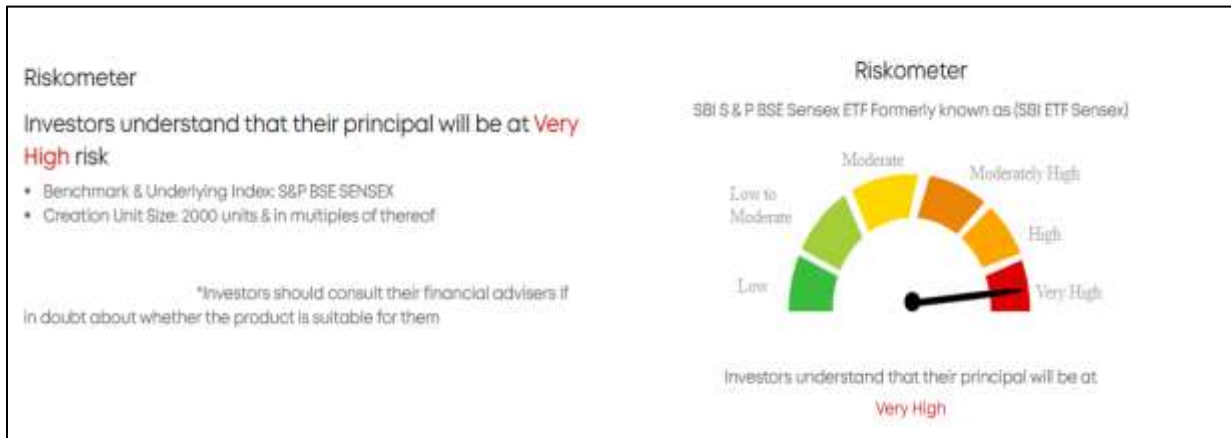 Riskometer
Investors understand that their principal will be at Very
High risk
• Benchmark & Underlying Index: S&P BSE SENSEX
• Creation Unit Size: 2000 units & in multiples of thereof
*Investors should consult their financial advisers if
in doubt about whether the product is suitable for them
Riskometer
SBI S & P BSE Sensex ETF Formerly known as (SBI ETF Sensex)
Moderate
Moderately High
Low to
Moderate
High
Low
Very High
Investors understand that their principal will be at
Very High